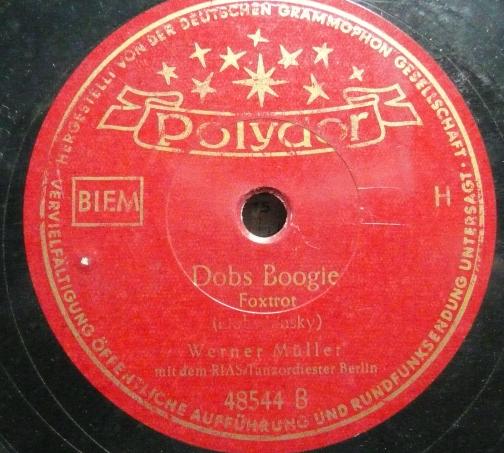 HERGESTELLT VON DER DEUTSCHEN GRAMMOPHON GESELLSCHAFT · VERVIELFÄLTIGUNG ÖFFENTLICHE AUFFÜHRUNG UND RUNDFUNKSENDUNG UNTERSAGT ·
Polydor
BIEM
H
Dobs Boogie
Foxtrot
Werner Müller
mit dem RIAS-Tanzorchester Berlin
48544 B